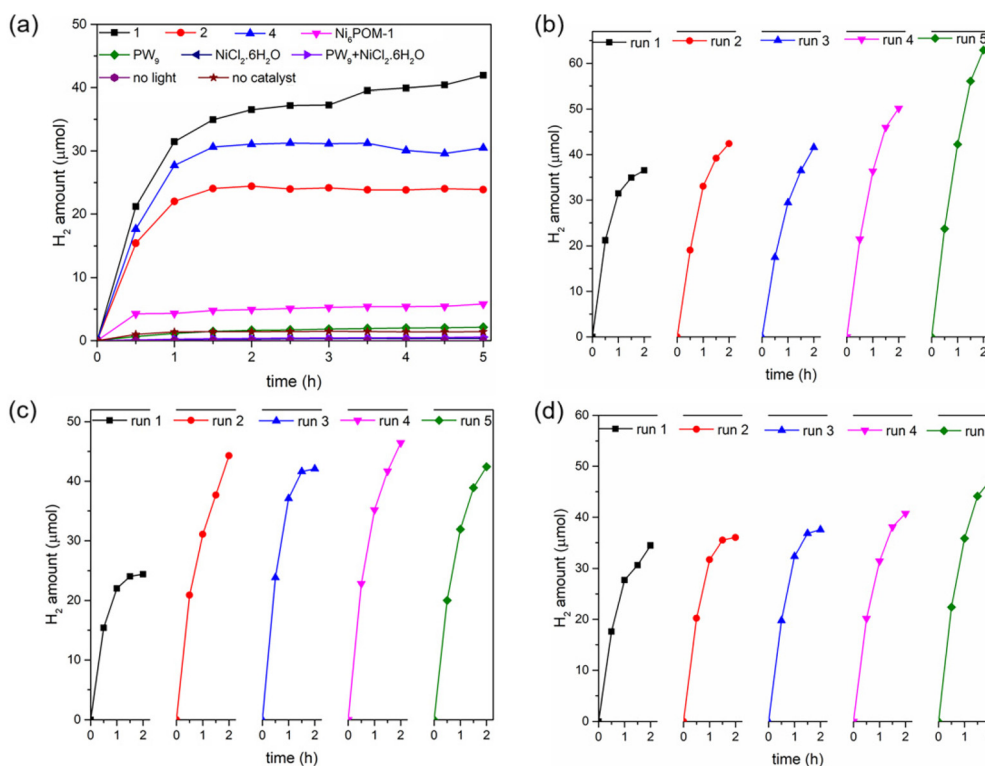 (a)
1 2 4 Ni₆POM-1
PW₉ NiCl₂.6H₂O PW₉+NiCl₂.6H₂O
no light no catalyst
H₂ amount (μmol)
50
40
30
20
10
0
0 1 2 3 4 5
time (h)
(b)
run 1 run 2 run 3 run 4 run 5
H₂ amount (μmol)
60
50
40
30
20
10
0
0 1 2 0 1 2 0 1 2 0 1 2 0 1 2
time (h)
(c)
run 1 run 2 run 3 run 4 run 5
H₂ amount (μmol)
50
40
30
20
10
0
0 1 2 0 1 2 0 1 2 0 1 2 0 1 2
time (h)
(d)
run 1 run 2 run 3 run 4 run
H₂ amount (μmol)
60
50
40
30
20
10
0
0 1 2 0 1 2 0 1 2 0 1 2 0 1
time (h)